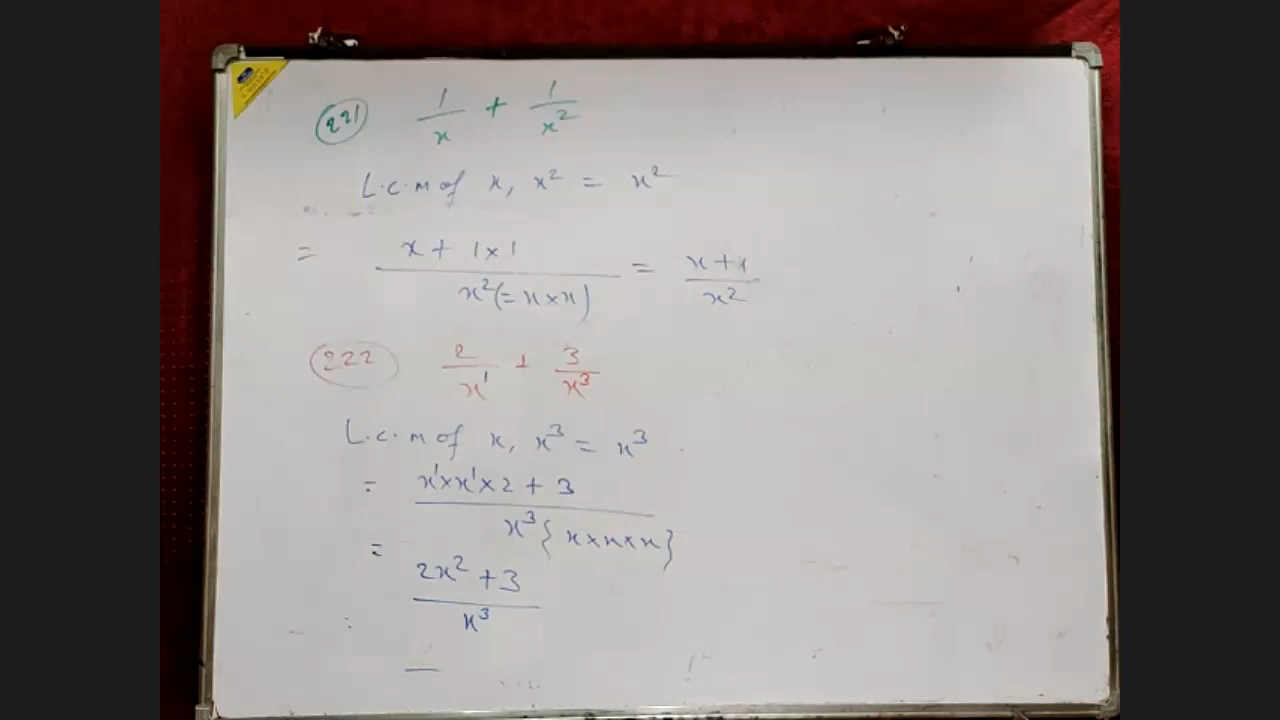 221 1/x + 1/x²
L.c.m of x, x² = x²
= x + 1×1 / x²(= x×x) = x+1 / x²
222 2/x¹ + 3/x³
L.c.m of x, x³ = x³
= x¹×x¹×2 + 3 / x³{x×x×x}
= 2x² + 3 / x³